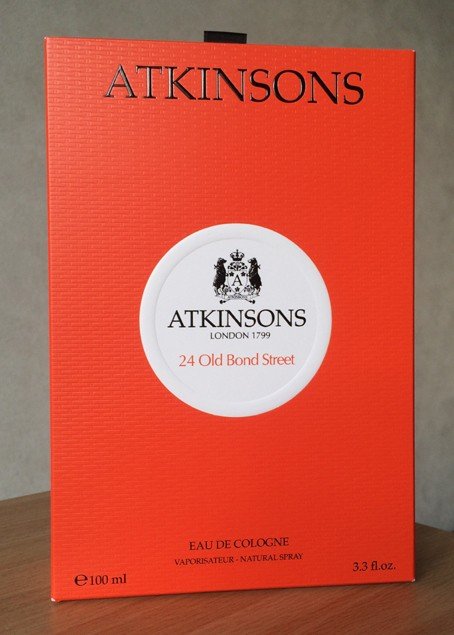 ATKINSONS
A
ATKINSONS
LONDON 1799
24 Old Bond Street
EAU DE COLOGNE
VAPORISATEUR - NATURAL SPRAY
℮100 ml
3.3 fl.oz.